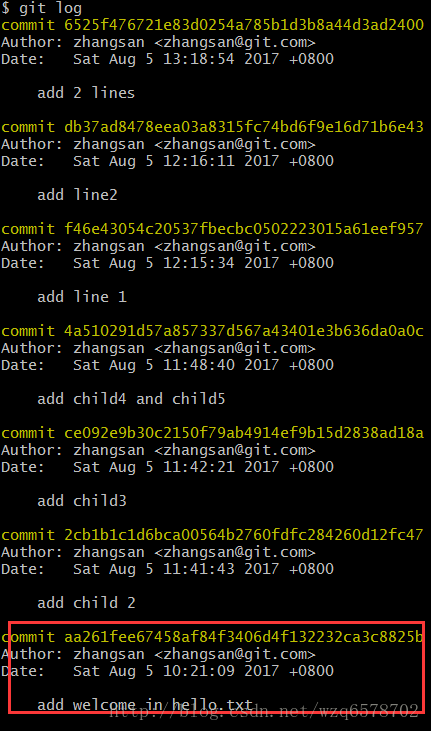 $ git log
commit 6525f476721e83d0254a785b1d3b8a44d3ad2400
Author: zhangsan <zhangsan@git.com>
Date:   Sat Aug 5 13:18:54 2017 +0800
add 2 lines
commit db37ad8478eea03a8315fc74bd6f9e16d71b6e43
Author: zhangsan <zhangsan@git.com>
Date:   Sat Aug 5 12:16:11 2017 +0800
add line2
commit f46e43054c20537fbecbc0502223015a61eef957
Author: zhangsan <zhangsan@git.com>
Date:   Sat Aug 5 12:15:34 2017 +0800
add line 1
commit 4a510291d57a857337d567a43401e3b636da0a0c
Author: zhangsan <zhangsan@git.com>
Date:   Sat Aug 5 11:48:40 2017 +0800
add child4 and child5
commit ce092e9b30c2150f79ab4914ef9b15d2838ad18a
Author: zhangsan <zhangsan@git.com>
Date:   Sat Aug 5 11:42:21 2017 +0800
add child3
commit 2cb1b1c1d6bca00564b2760fdfc284260d12fc47
Author: zhangsan <zhangsan@git.com>
Date:   Sat Aug 5 11:41:43 2017 +0800
add child 2
commit aa261fee67458af84f3406d4f132232ca3c8825b
Author: zhangsan <zhangsan@git.com>
Date:   Sat Aug 5 10:21:09 2017 +0800
add welcome in hello.txt
http://blog.csdn.net/wzq6578702